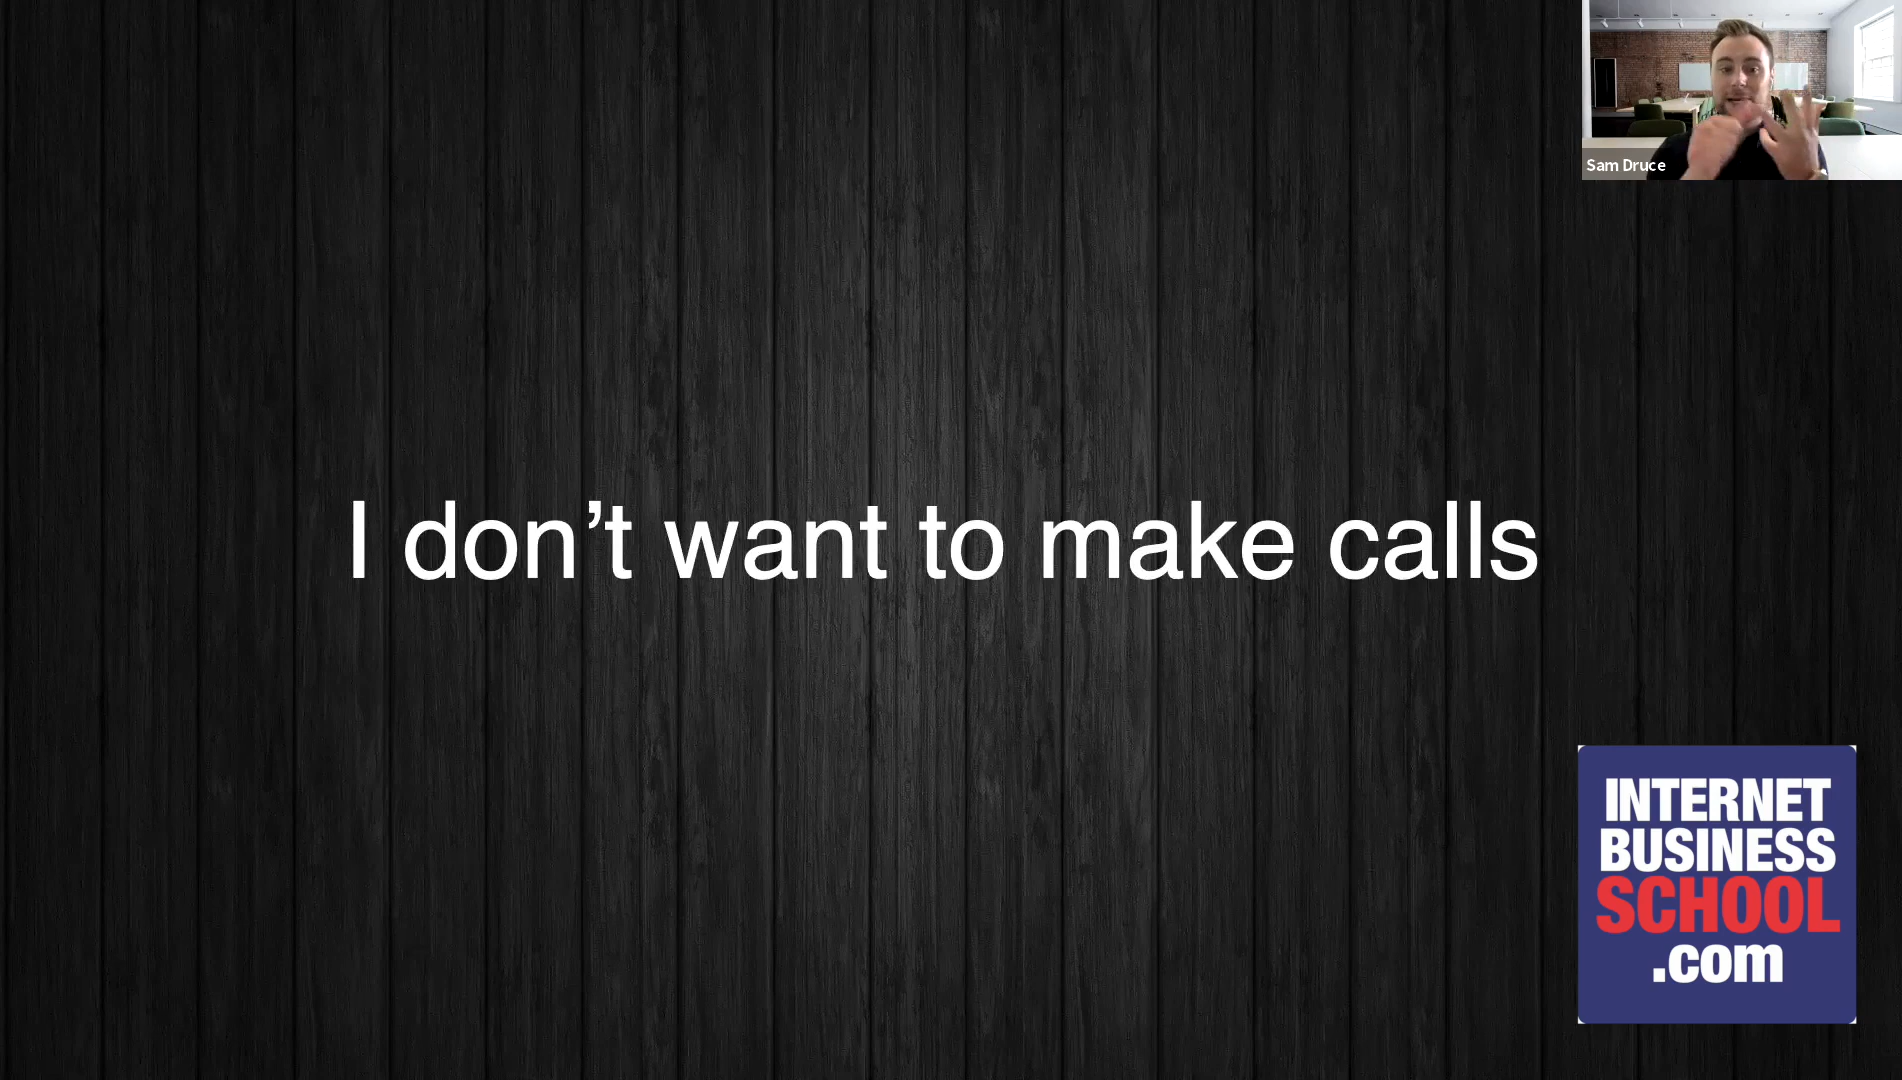 Sam Druce
I don’t want to make calls
INTERNET
BUSINESS
SCHOOL
.com